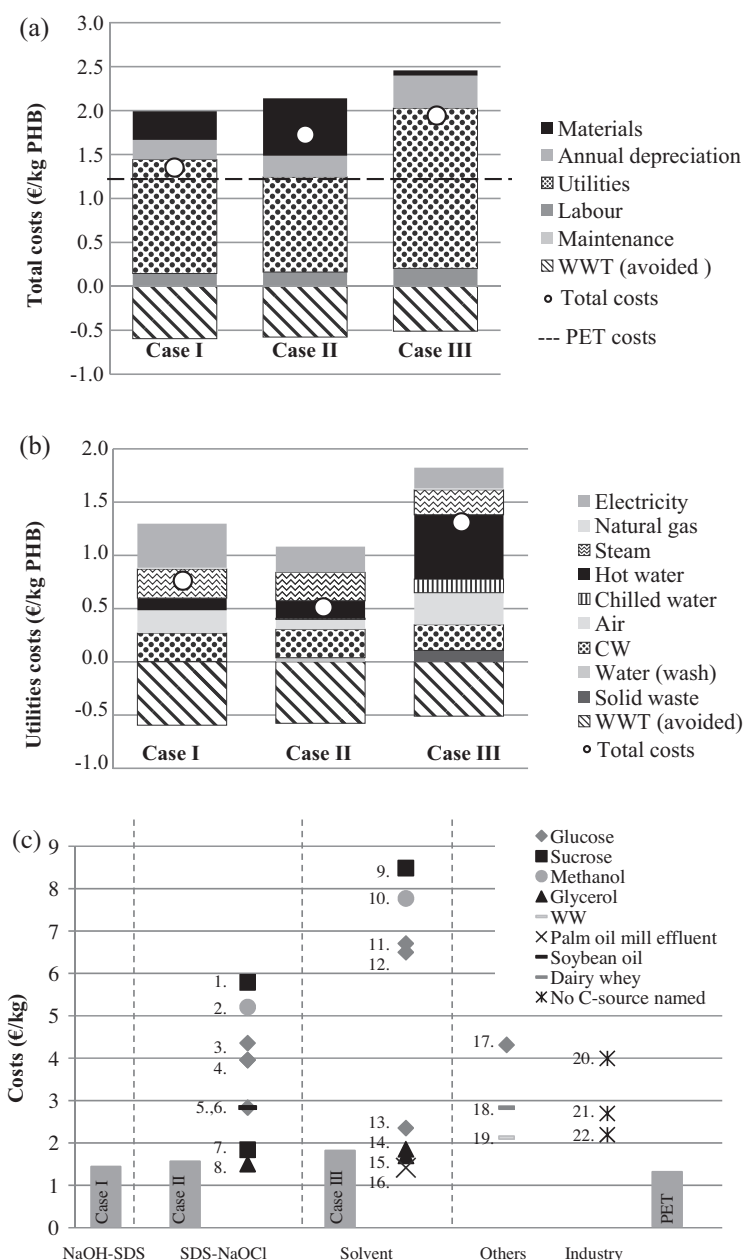 (a)
3.0
2.5
2.0
1.5
1.0
0.5
0.0
-0.5
-1.0
Total costs (€/kg PHB)
Case I
Case II
Case III
Materials
Annual depreciation
Utilities
Labour
Maintenance
WWT (avoided )
Total costs
--- PET costs
(b)
2.0
1.5
1.0
0.5
0.0
-0.5
-1.0
Utilities costs (€/kg PHB)
Case I
Case II
Case III
Electricity
Natural gas
Steam
Hot water
Chilled water
Air
CW
Water (wash)
Solid waste
WWT (avoided)
Total costs
(c)
9
8
7
6
5
4
3
2
1
0
Costs (€/kg)
Case I
Case II
1.
2.
3.
4.
5.,6.
7.
8.
Case III
9.
10.
11.
12.
13.
14.
15.
16.
17.
18.
19.
20.
21.
22.
PET
Glucose
Sucrose
Methanol
Glycerol
WW
Palm oil mill effluent
Soybean oil
Dairy whey
No C-source named
NaOH-SDS
SDS-NaOCl
Solvent
Others
Industry